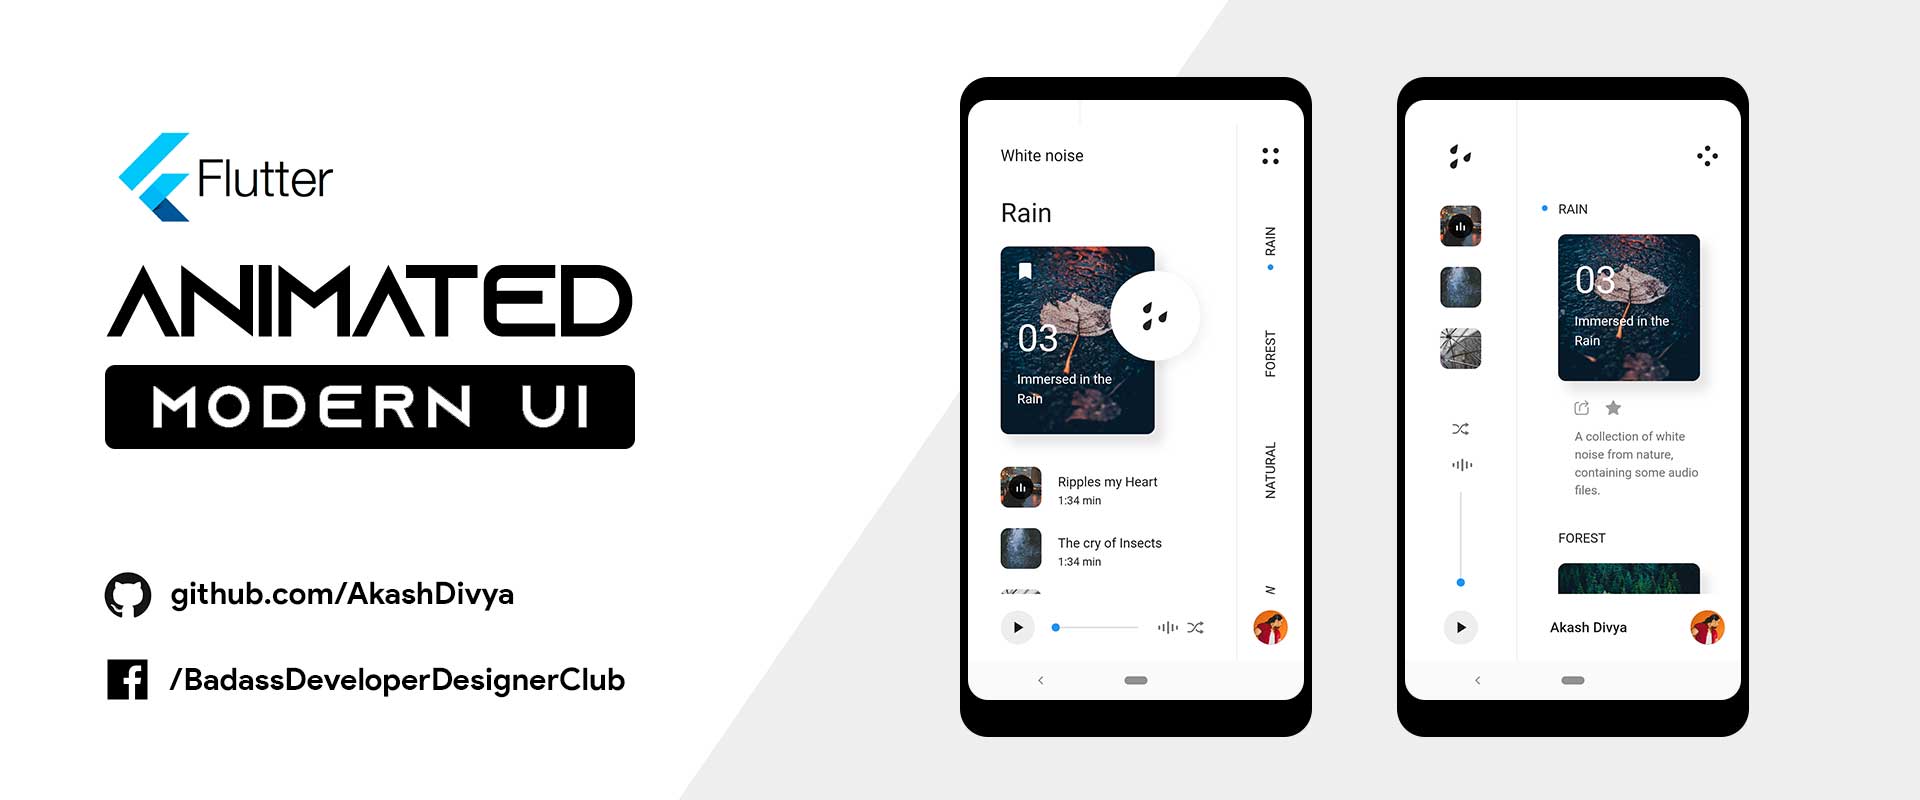 Flutter
ANIMATED
MODERN UI
github.com/AkashDivya
/BadassDeveloperDesignerClub
White noise
Rain
03
Immersed in the
Rain
Ripples my Heart
1:34 min
The cry of Insects
1:34 min
RAIN
FOREST
NATURAL
N
RAIN
03
Immersed in the
Rain
A collection of white
noise from nature,
containing some audio
files.
FOREST
Akash Divya